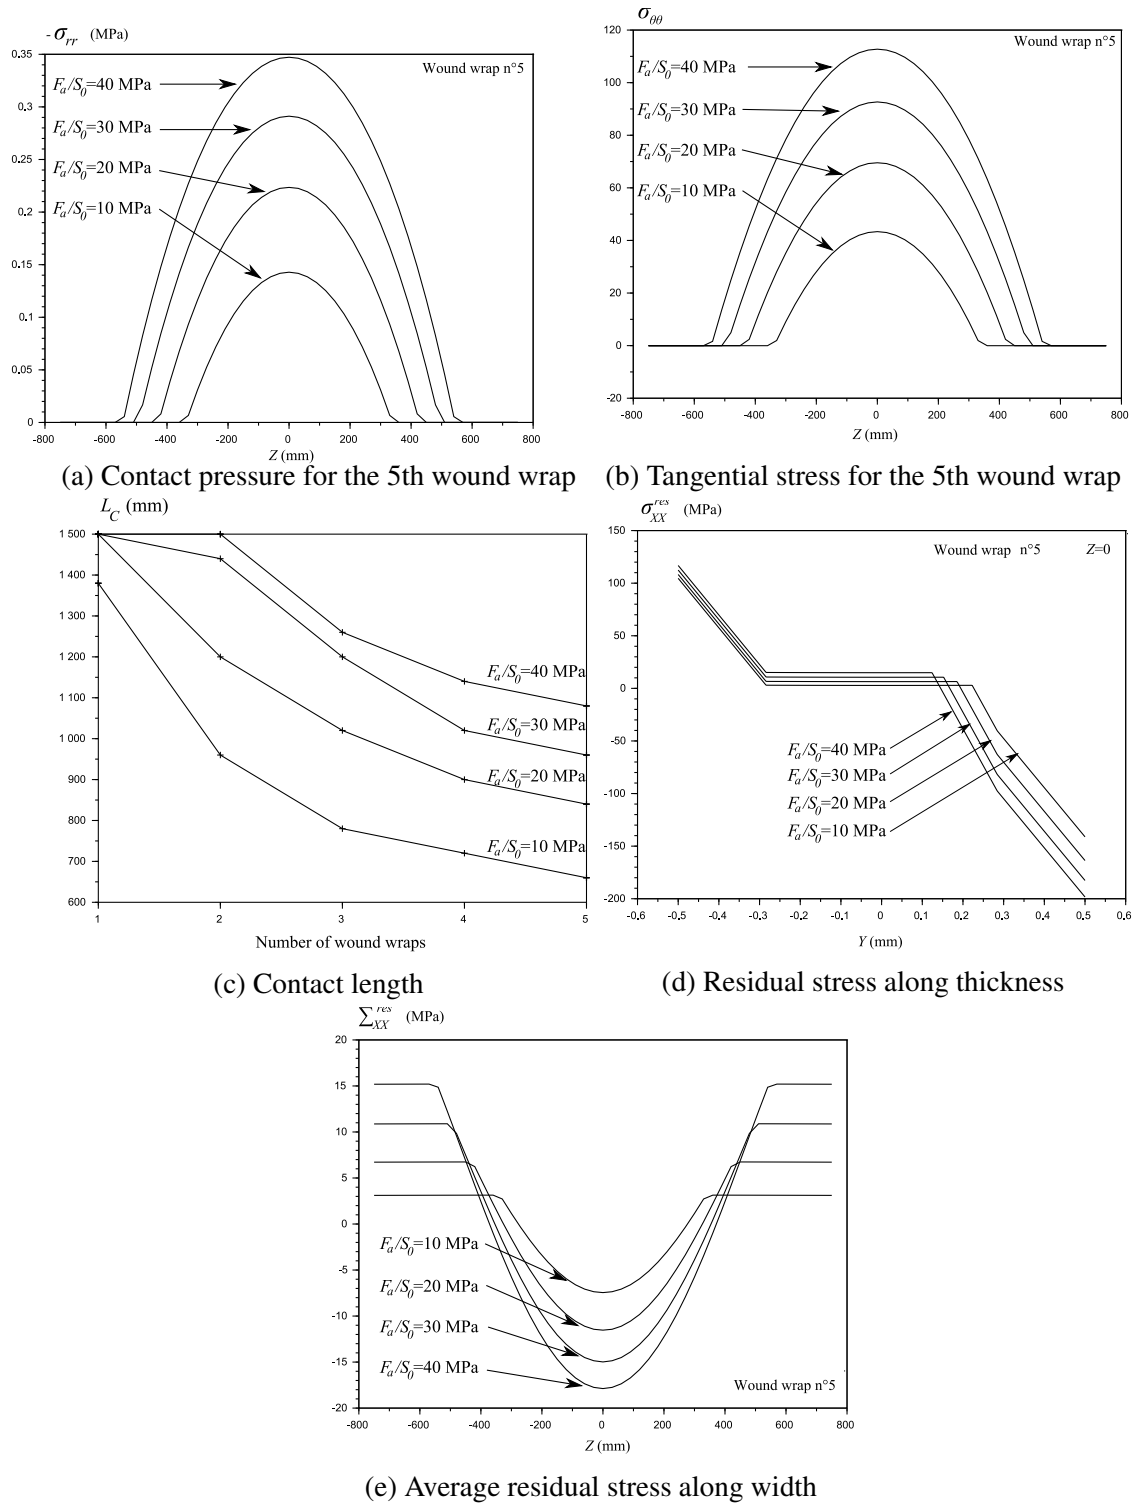 - σrr (MPa)
0.35
0.3
0.25
0.2
0.15
0.1
0.05
0
-800 -600 -400 -200 0 200 400 600 800
Z (mm)
Wound wrap n°5
Fa/S0=40 MPa
Fa/S0=30 MPa
Fa/S0=20 MPa
Fa/S0=10 MPa
(a) Contact pressure for the 5th wound wrap
σθθ
120
100
80
60
40
20
0
-20
-800 -600 -400 -200 0 200 400 600 800
Z (mm)
Wound wrap n°5
Fa/S0=40 MPa
Fa/S0=30 MPa
Fa/S0=20 MPa
Fa/S0=10 MPa
(b) Tangential stress for the 5th wound wrap
LC (mm)
1 500
1 400
1 300
1 200
1 100
1 000
900
800
700
600
1 2 3 4 5
Number of wound wraps
Fa/S0=40 MPa
Fa/S0=30 MPa
Fa/S0=20 MPa
Fa/S0=10 MPa
(c) Contact length
σXX res (MPa)
150
100
50
0
-50
-100
-150
-200
-0.6 -0.5 -0.4 -0.3 -0.2 -0.1 0 0.1 0.2 0.3 0.4 0.5 0.6
Y (mm)
Wound wrap n°5 Z=0
Fa/S0=40 MPa
Fa/S0=30 MPa
Fa/S0=20 MPa
Fa/S0=10 MPa
(d) Residual stress along thickness
∑XX res (MPa)
20
15
10
5
0
-5
-10
-15
-20
-800 -600 -400 -200 0 200 400 600 800
Z (mm)
Fa/S0=10 MPa
Fa/S0=20 MPa
Fa/S0=30 MPa
Fa/S0=40 MPa
Wound wrap n°5
(e) Average residual stress along width